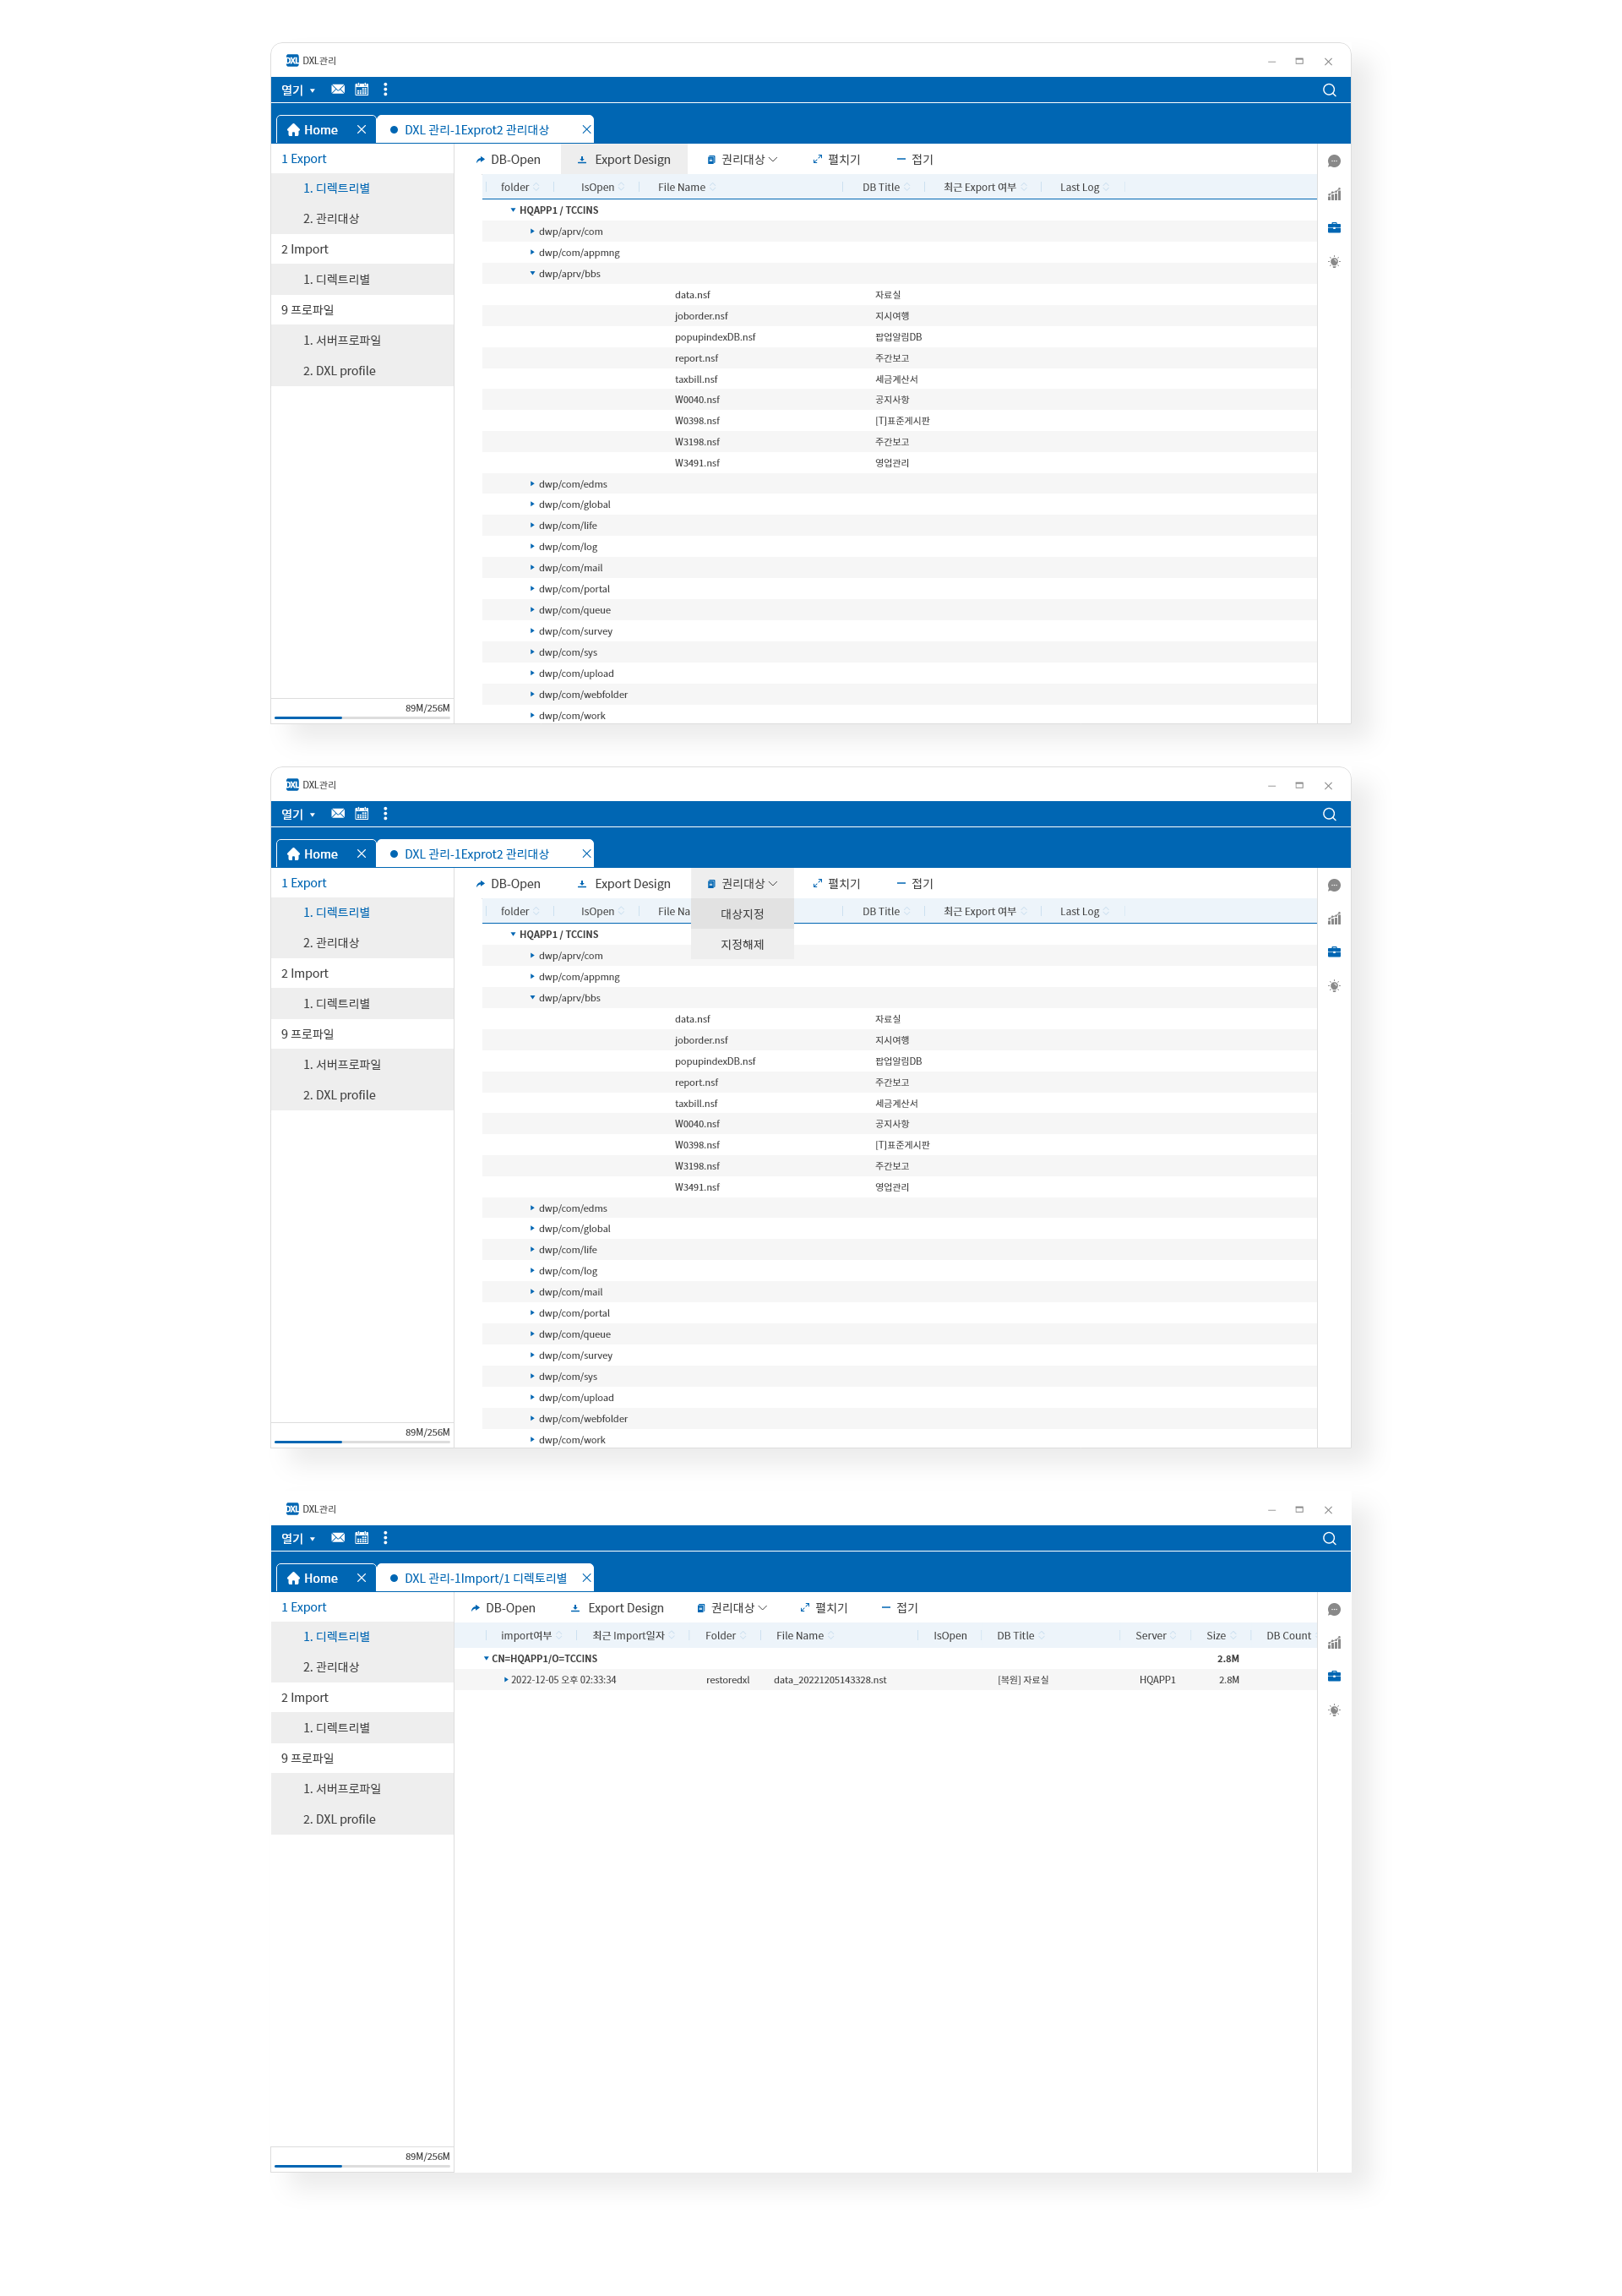 DXL DXL관리
열기
Home
DXL 관리-1Exprot2 관리대상
1 Export
1. 디렉트리별
2. 관리대상
2 Import
1. 디렉트리별
9 프로파일
1. 서버프로파일
2. DXL profile
89M/256M
DB-Open Export Design 권리대상 펼치기 접기
folder IsOpen File Name DB Title 최근 Export 여부 Last Log
HQAPP1 / TCCINS
dwp/aprv/com
dwp/com/appmng
dwp/aprv/bbs
data.nsf 자료실
joborder.nsf 지시여행
popupindexDB.nsf 팝업알림DB
report.nsf 주간보고
taxbill.nsf 세금계산서
W0040.nsf 공지사항
W0398.nsf [T]표준게시판
W3198.nsf 주간보고
W3491.nsf 영업관리
dwp/com/edms
dwp/com/global
dwp/com/life
dwp/com/log
dwp/com/mail
dwp/com/portal
dwp/com/queue
dwp/com/survey
dwp/com/sys
dwp/com/upload
dwp/com/webfolder
dwp/com/work
DXL DXL관리
열기
Home
DXL 관리-1Exprot2 관리대상
1 Export
1. 디렉트리별
2. 관리대상
2 Import
1. 디렉트리별
9 프로파일
1. 서버프로파일
2. DXL profile
89M/256M
DB-Open Export Design 권리대상 펼치기 접기
대상지정
지정해제
folder IsOpen File Na DB Title 최근 Export 여부 Last Log
HQAPP1 / TCCINS
dwp/aprv/com
dwp/com/appmng
dwp/aprv/bbs
data.nsf 자료실
joborder.nsf 지시여행
popupindexDB.nsf 팝업알림DB
report.nsf 주간보고
taxbill.nsf 세금계산서
W0040.nsf 공지사항
W0398.nsf [T]표준게시판
W3198.nsf 주간보고
W3491.nsf 영업관리
dwp/com/edms
dwp/com/global
dwp/com/life
dwp/com/log
dwp/com/mail
dwp/com/portal
dwp/com/queue
dwp/com/survey
dwp/com/sys
dwp/com/upload
dwp/com/webfolder
dwp/com/work
DXL DXL관리
열기
Home
DXL 관리-1Import/1 디렉토리별
1 Export
1. 디렉트리별
2. 관리대상
2 Import
1. 디렉트리별
9 프로파일
1. 서버프로파일
2. DXL profile
89M/256M
DB-Open Export Design 권리대상 펼치기 접기
import여부 최근 Import일자 Folder File Name IsOpen DB Title Server Size DB Count
CN=HQAPP1/O=TCCINS 2.8M
2022-12-05 오후 02:33:34 restoredxl data_20221205143328.nst [복원] 자료실 HQAPP1 2.8M